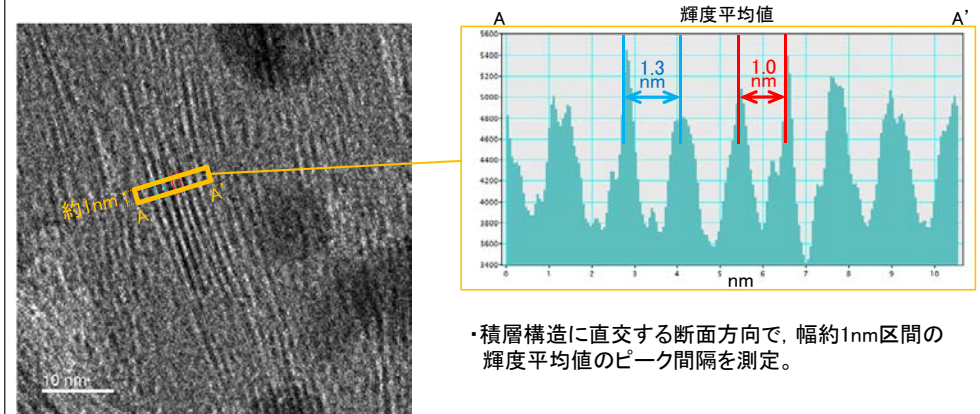 約1nm
A
A'
10 nm
A
輝度平均値
A'
5600
5400
5200
5000
4800
4600
4400
4200
4000
3800
3600
3400
1.3
nm
1.0
nm
0 1 2 3 4 5 6 7 8 9 10
nm
・積層構造に直交する断面方向で, 幅約1nm区間の
輝度平均値のピーク間隔を測定。